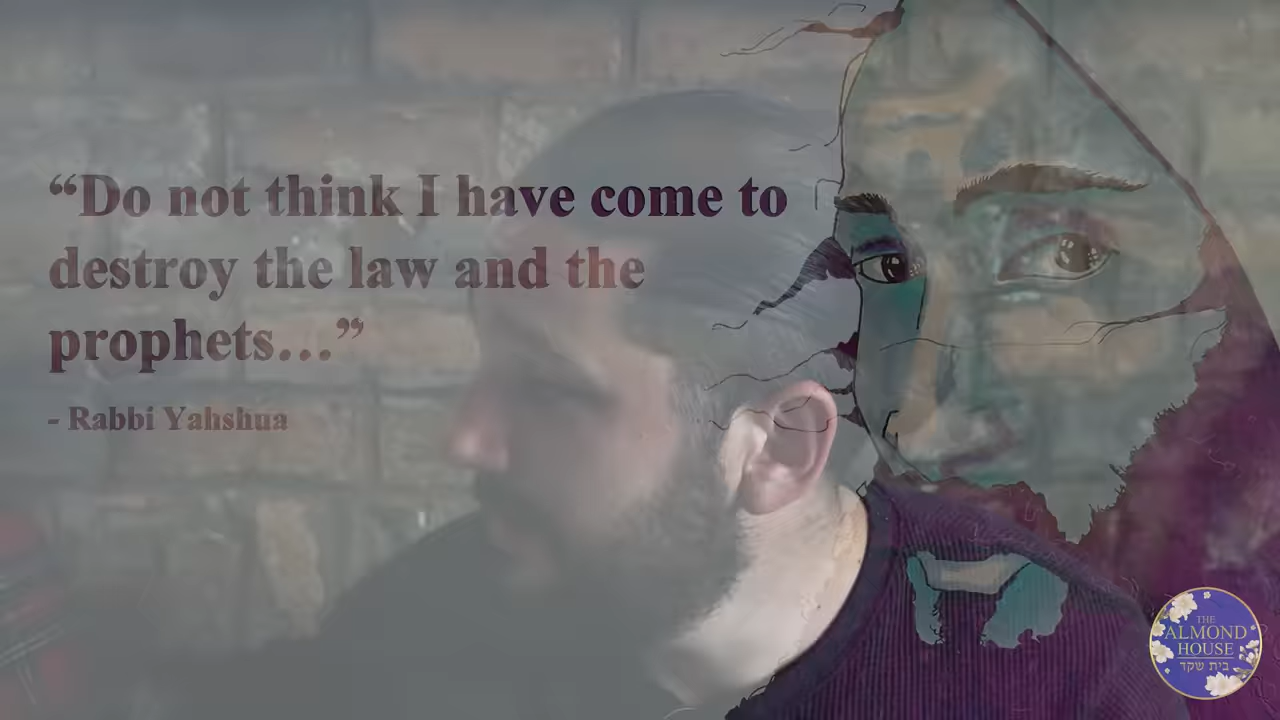 “Do not think I have come to
destroy the law and the
prophets...”
- Rabbi Yahshua
THE
ALMOND
HOUSE
בית שקד